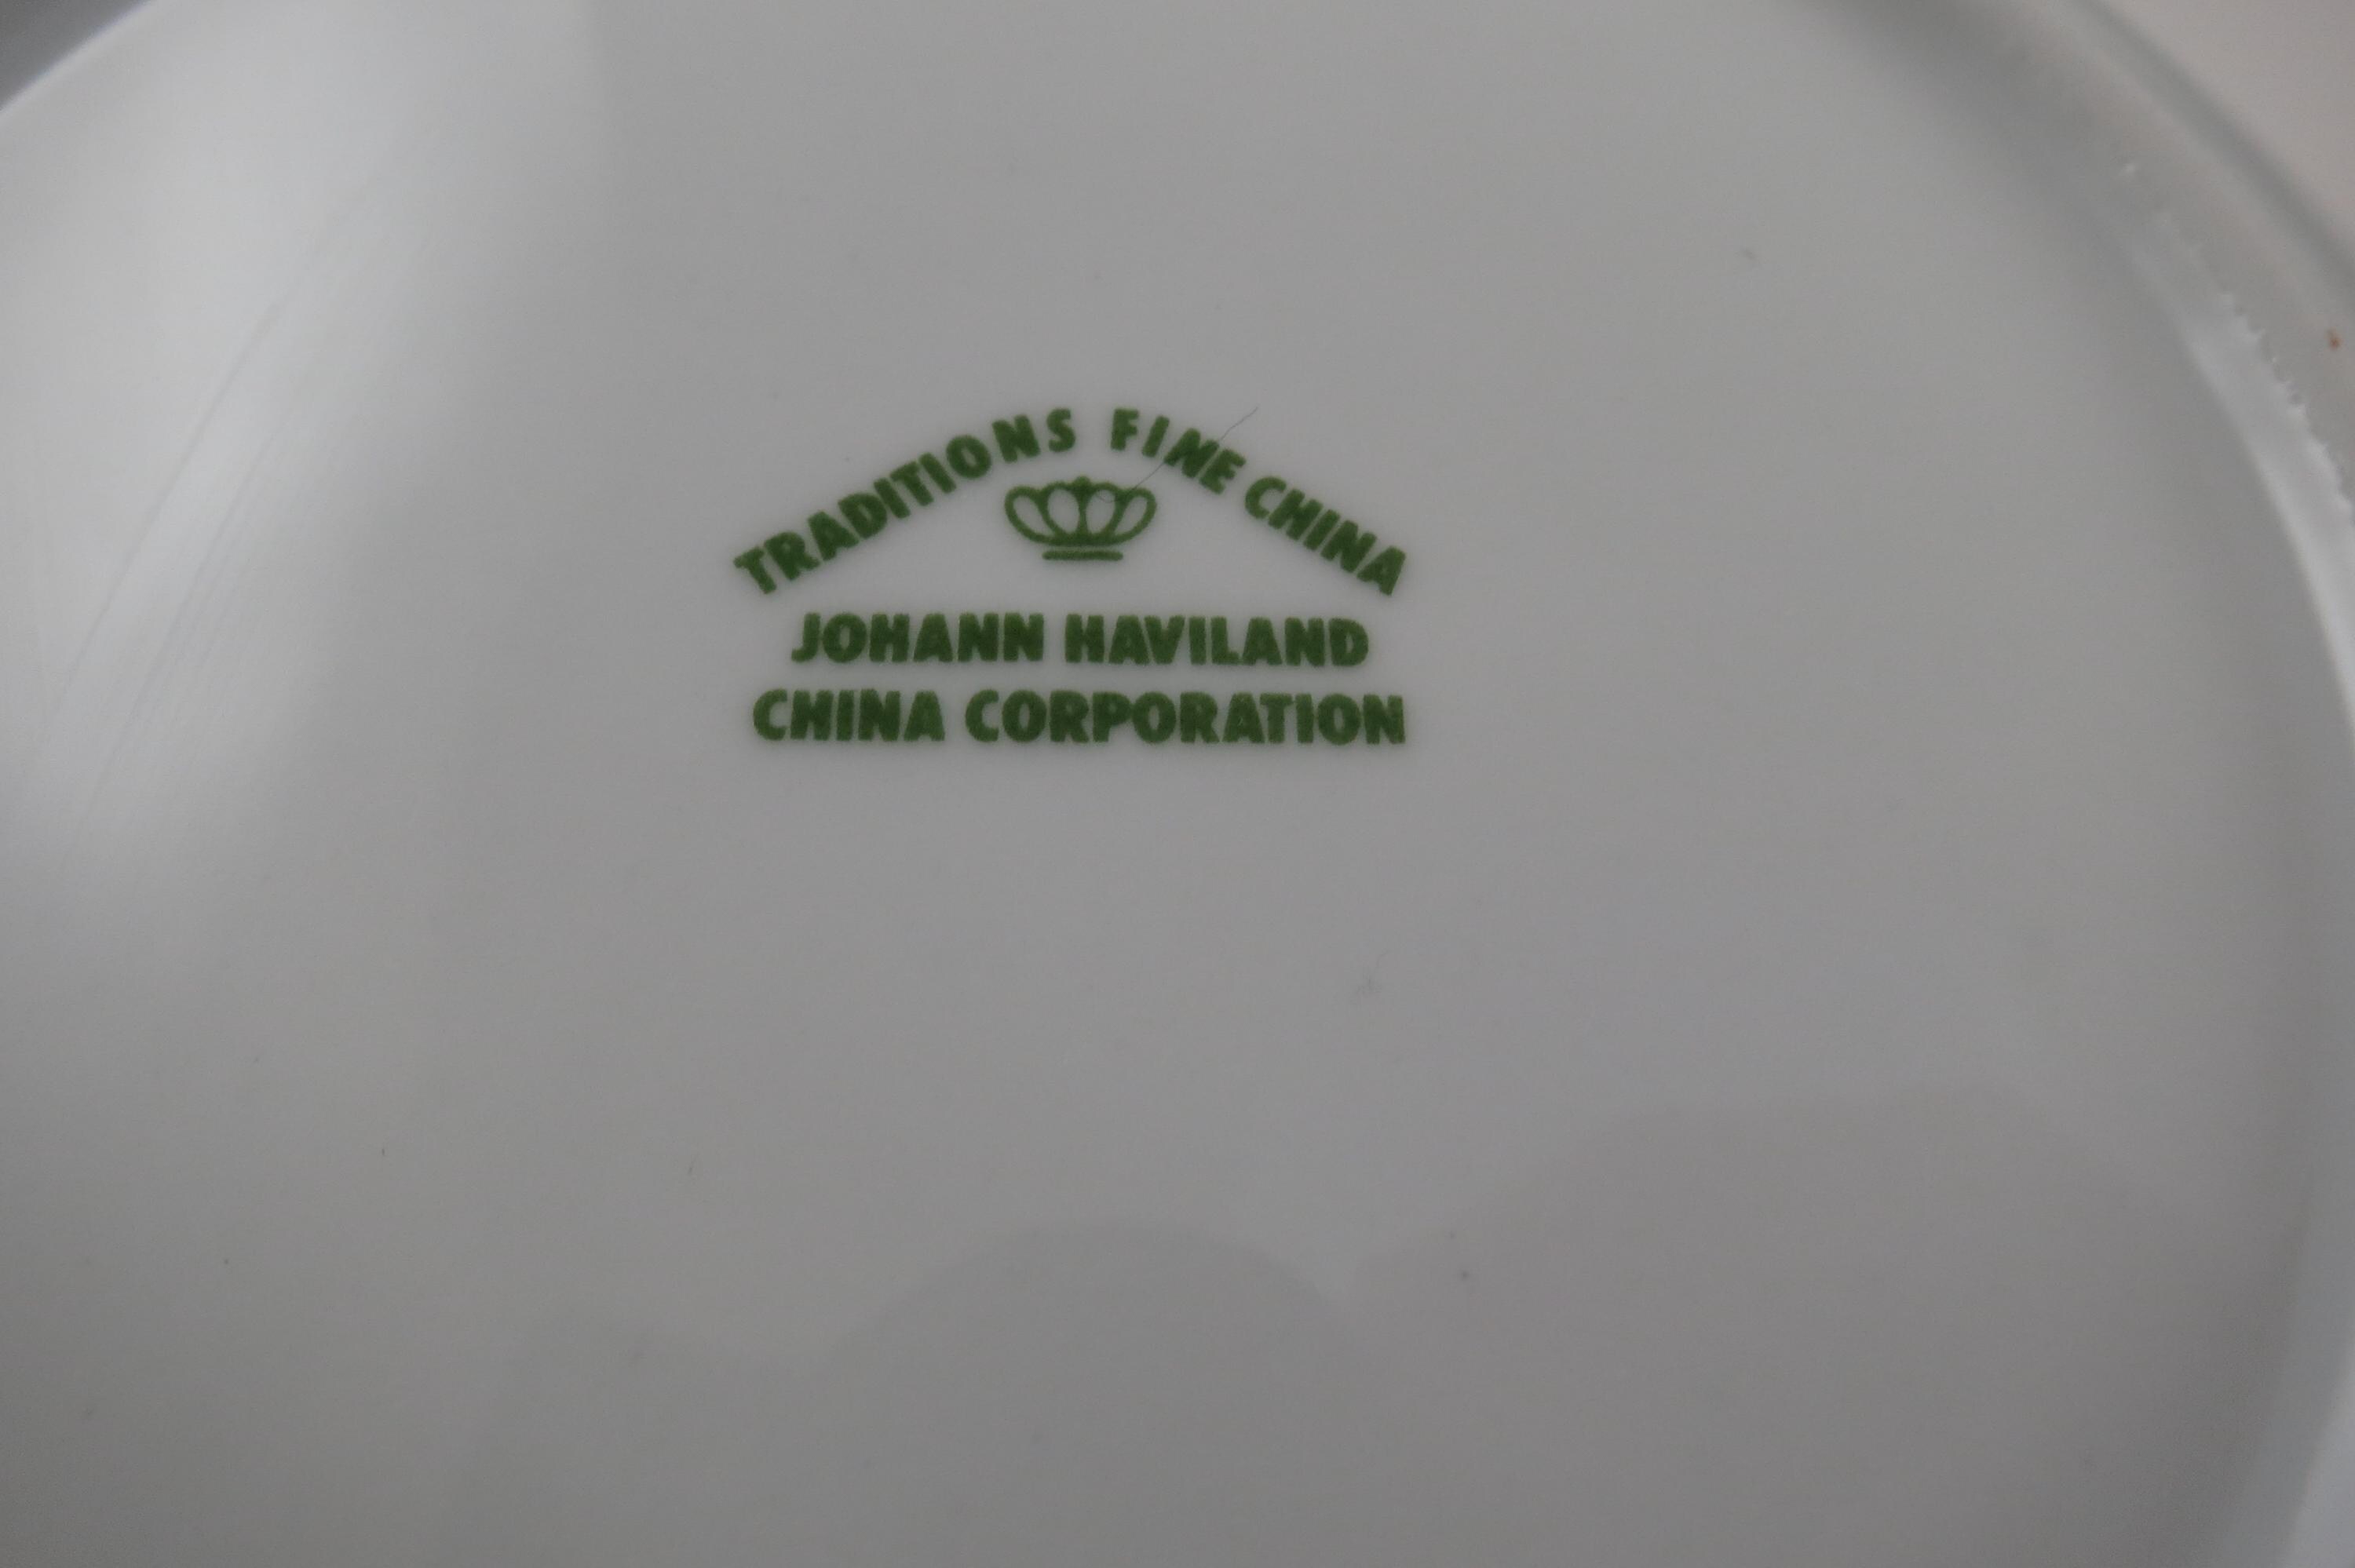 TRADITIONS FINE CHINA
JOHANN HAVILAND
CHINA CORPORATION